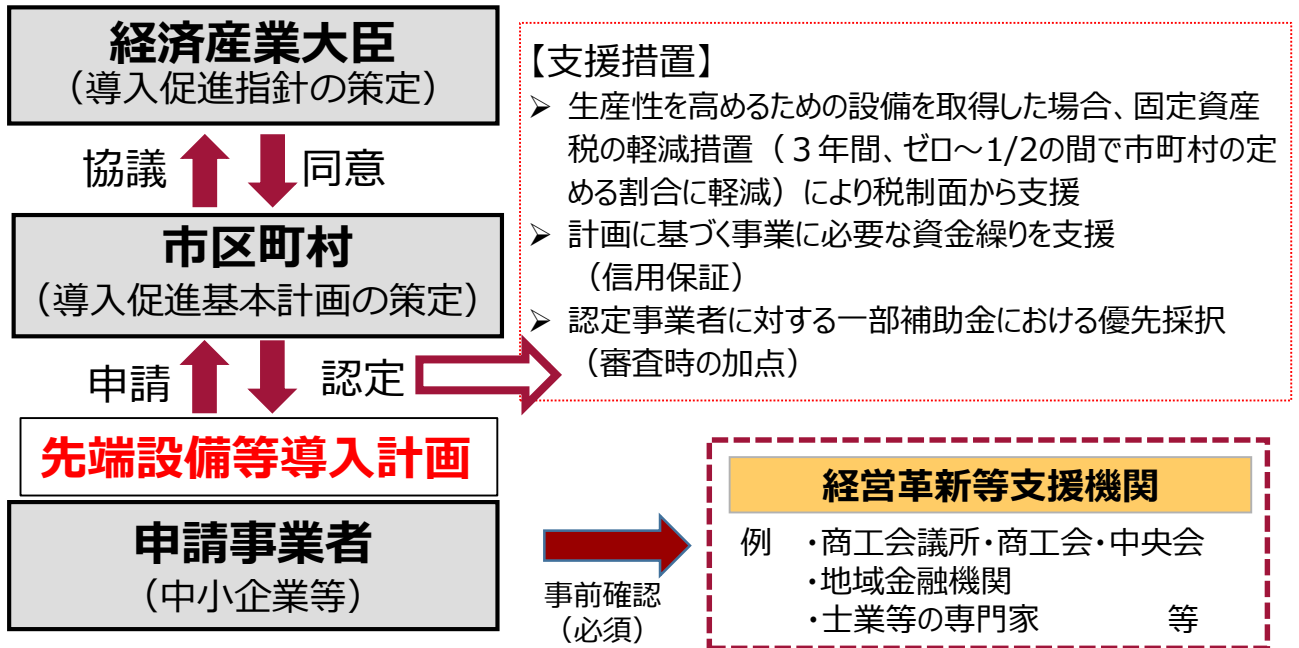 経済産業大臣
（導入促進指針の策定）
協議
同意
市区町村
（導入促進基本計画の策定）
申請
認定
先端設備等導入計画
申請事業者
（中小企業等）
【支援措置】
➢ 生産性を高めるための設備を取得した場合、固定資産
税の軽減措置（３年間、ゼロ～1/2の間で市町村の定
める割合に軽減）により税制面から支援
➢ 計画に基づく事業に必要な資金繰りを支援
（信用保証）
➢ 認定事業者に対する一部補助金における優先採択
（審査時の加点）
事前確認
（必須）
経営革新等支援機関
例　・商工会議所・商工会・中央会
・地域金融機関
・士業等の専門家　　　等